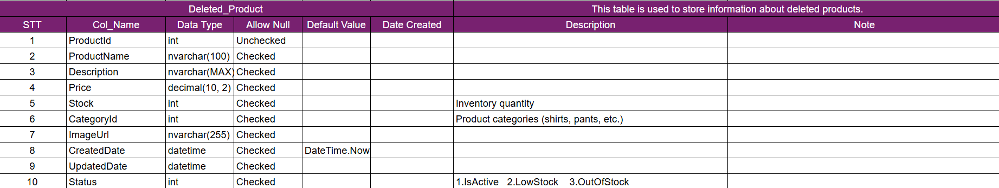 Deleted_Product This table is used to store information about deleted products.
STT Col_Name Data Type Allow Null Default Value Date Created Description Note
1 ProductId int Unchecked
2 ProductName nvarchar(100) Checked
3 Description nvarchar(MAX) Checked
4 Price decimal(10, 2) Checked
5 Stock int Checked Inventory quantity
6 CategoryId int Checked Product categories (shirts, pants, etc.)
7 ImageUrl nvarchar(255) Checked
8 CreatedDate datetime Checked DateTime.Now
9 UpdatedDate datetime Checked
10 Status int Checked 1.IsActive 2.LowStock 3.OutOfStock